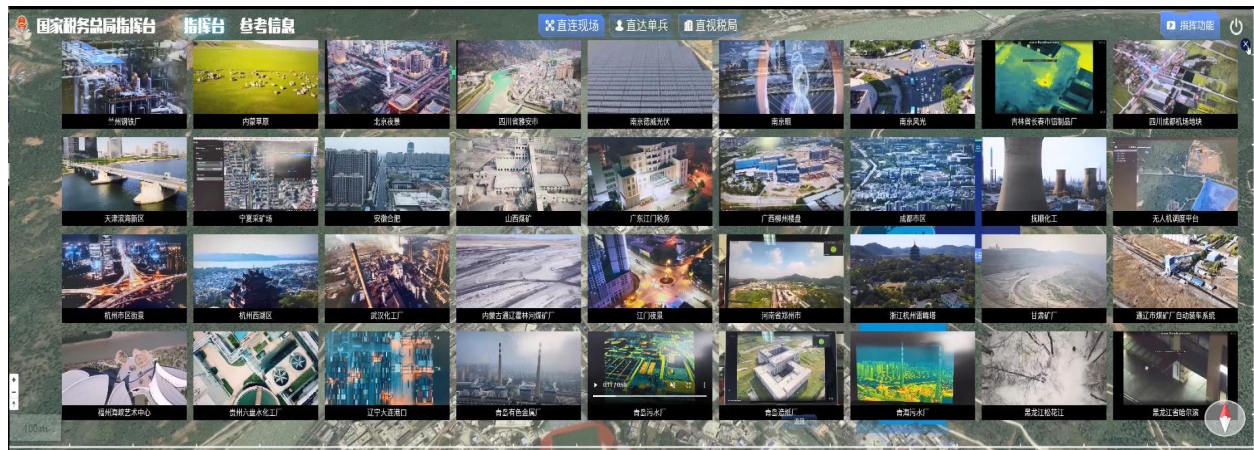 国家税务总局指挥台 指挥台 参考信息 直连现场 直达单兵 直视税局 指挥功能
兰州钢铁厂 内蒙草原 北京夜景 四川省雅安市 南京德威光伏 南京眼 南京风光 吉林省长春市铝制品厂 四川成都机场地块
天津滨海新区 宁夏采矿场 安徽合肥 山西煤矿 广东江门税务 广西柳州楼盘 成都市区 抚顺化工 无人机调度平台
杭州市区街景 杭州西湖区 武汉化工厂 内蒙古通辽霍林河煤矿厂 江门夜景 河南省郑州市 浙江杭州雷峰塔 甘肃矿厂 通辽市煤矿厂自动装车系统
福州海峡艺术中心 贵州六盘水化工厂 辽宁大连港口 青岛有色金属厂 青岛污水厂 青岛造纸厂 青海污水厂 黑龙江松花江 黑龙江省哈尔滨